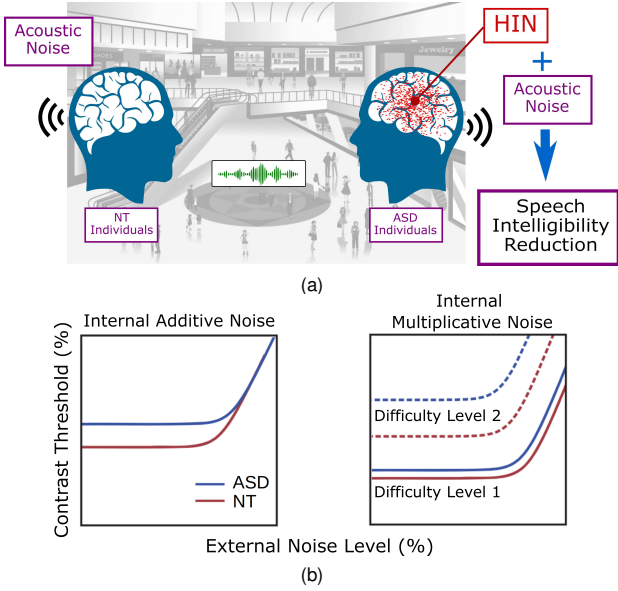 Acoustic
Noise
Jewelry
HIN
+
Acoustic
Noise
NT
Individuals
ASD
Individuals
Speech
Intelligibility
Reduction
(a)
Internal Additive Noise
Internal
Multiplicative Noise
Contrast Threshold (%)
ASD
NT
Difficulty Level 2
Difficulty Level 1
External Noise Level (%)
(b)